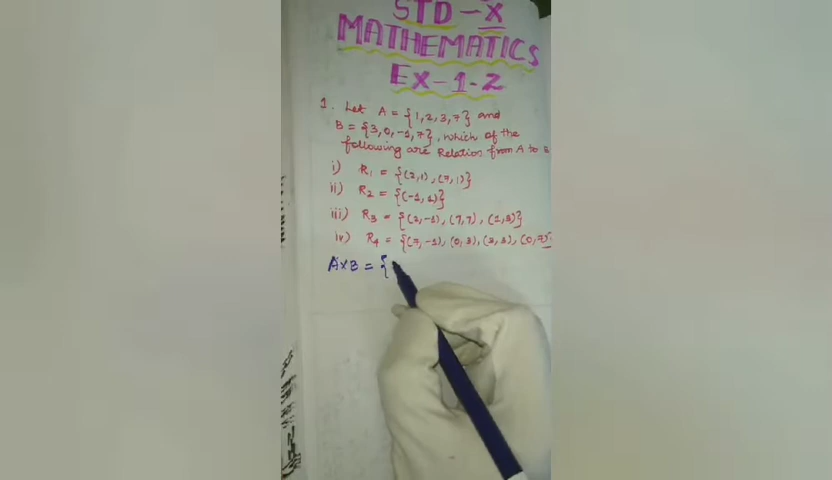 STD - X
MATHEMATICS
EX-1-2
1. Let A = {1,2,3,7} and
B = {3,0,-1,7}, which of the
following are Relation from A to B
i) R1 = {(2,1), (7,1)}
ii) R2 = {(-1,1)}
iii) R3 = {(2,-1), (7,7), (1,3)}
iv) R4 = {(7,-1), (0,3), (3,3), (0,7)}
A×B = {